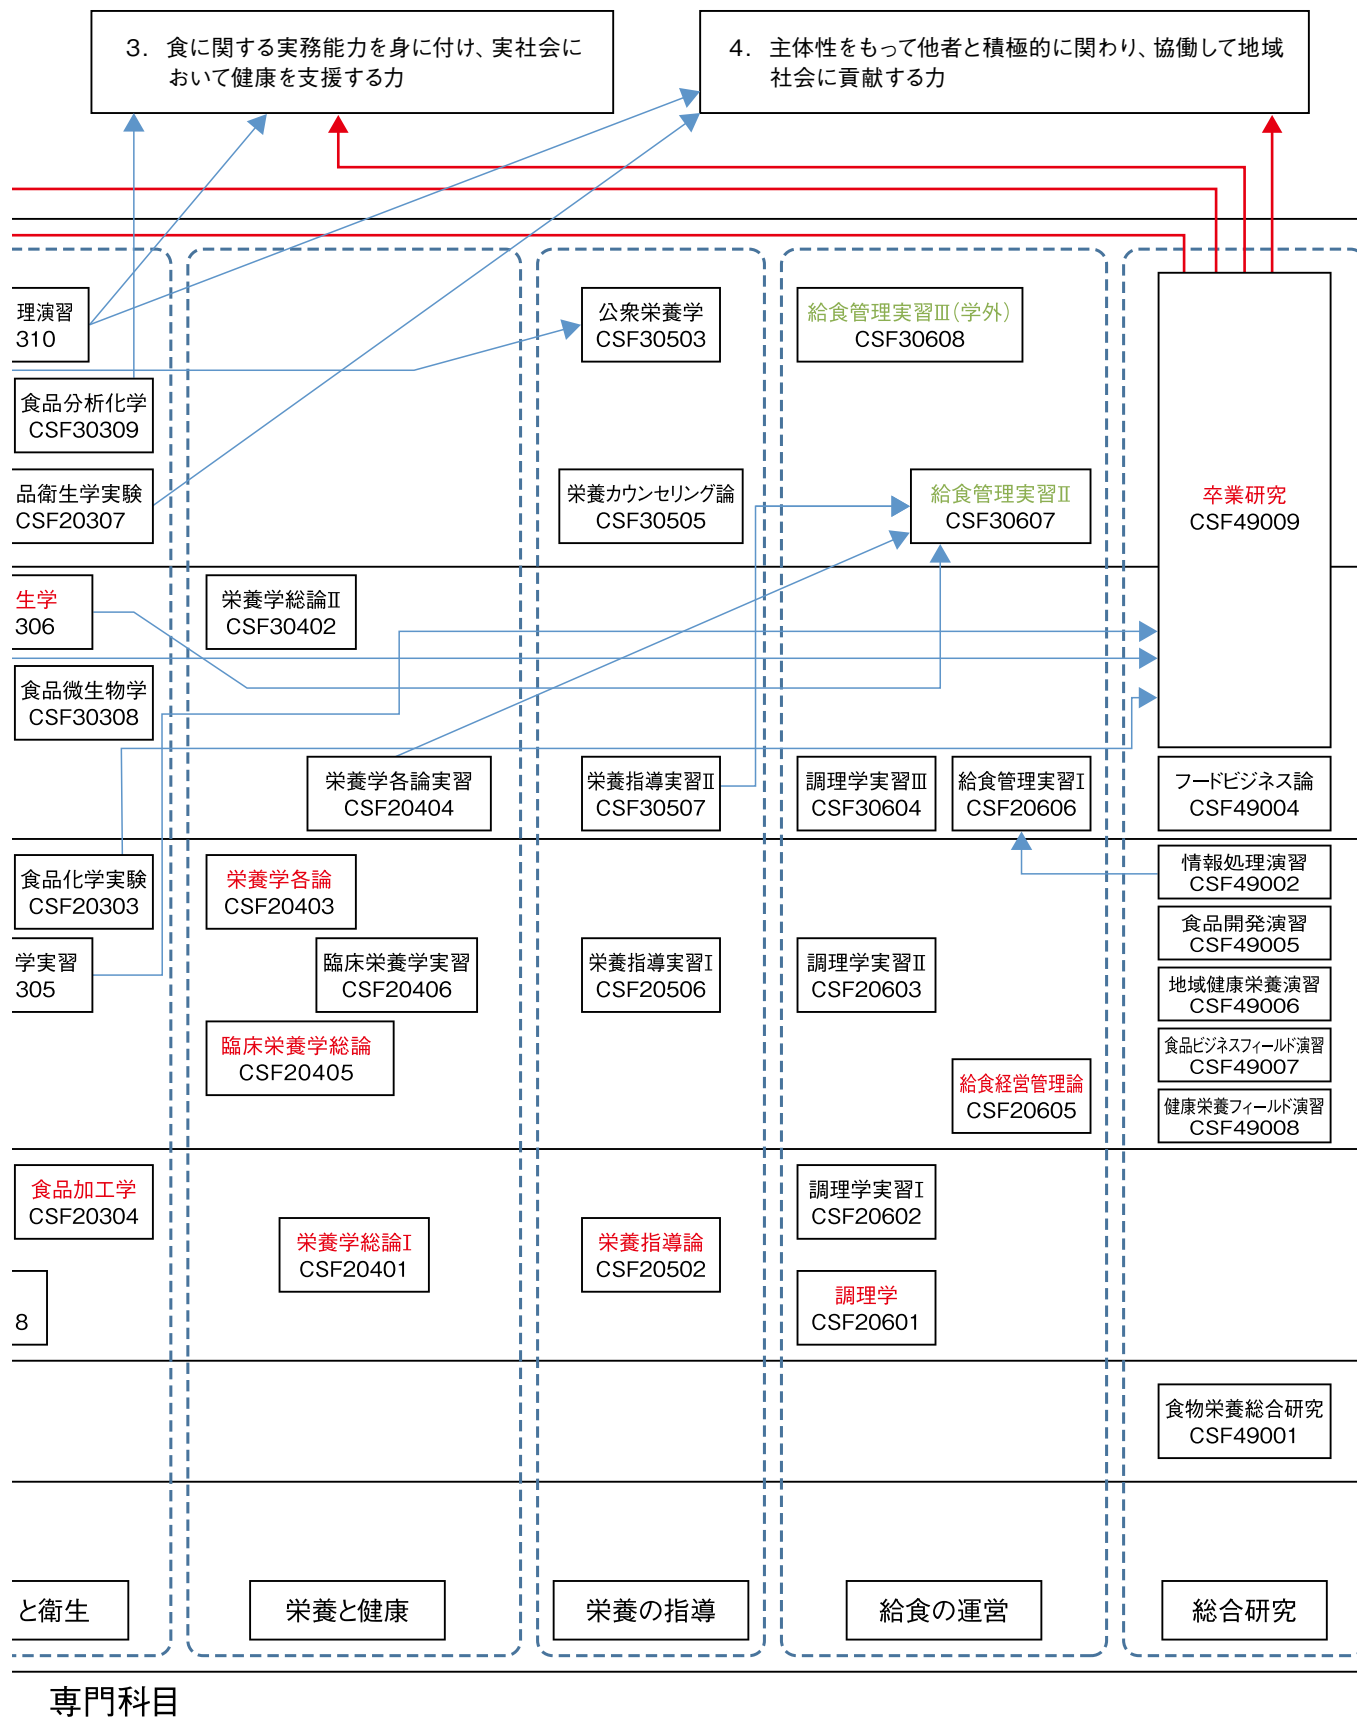 3. 食に関する実務能力を身に付け、実社会に
おいて健康を支援する力
4. 主体性をもって他者と積極的に関わり、協働して地域
社会に貢献する力
理演習
310
公衆栄養学
CSF30503
給食管理実習Ⅲ(学外)
CSF30608
食品分析化学
CSF30309
品衛生学実験
CSF20307
栄養カウンセリング論
CSF30505
給食管理実習Ⅱ
CSF30607
卒業研究
CSF49009
生学
306
栄養学総論Ⅱ
CSF30402
食品微生物学
CSF30308
栄養学各論実習
CSF20404
栄養指導実習Ⅱ
CSF30507
調理学実習Ⅲ
CSF30604
給食管理実習Ⅰ
CSF20606
フードビジネス論
CSF49004
食品化学実験
CSF20303
栄養学各論
CSF20403
情報処理演習
CSF49002
食品開発演習
CSF49005
学実習
305
臨床栄養学実習
CSF20406
栄養指導実習Ⅰ
CSF20506
調理学実習Ⅱ
CSF20603
地域健康栄養演習
CSF49006
臨床栄養学総論
CSF20405
食品ビジネスフィールド演習
CSF49007
給食経営管理論
CSF20605
健康栄養フィールド演習
CSF49008
食品加工学
CSF20304
栄養学総論Ⅰ
CSF20401
栄養指導論
CSF20502
調理学実習Ⅰ
CSF20602
8
調理学
CSF20601
食物栄養総合研究
CSF49001
と衛生
栄養と健康
栄養の指導
給食の運営
総合研究
専門科目